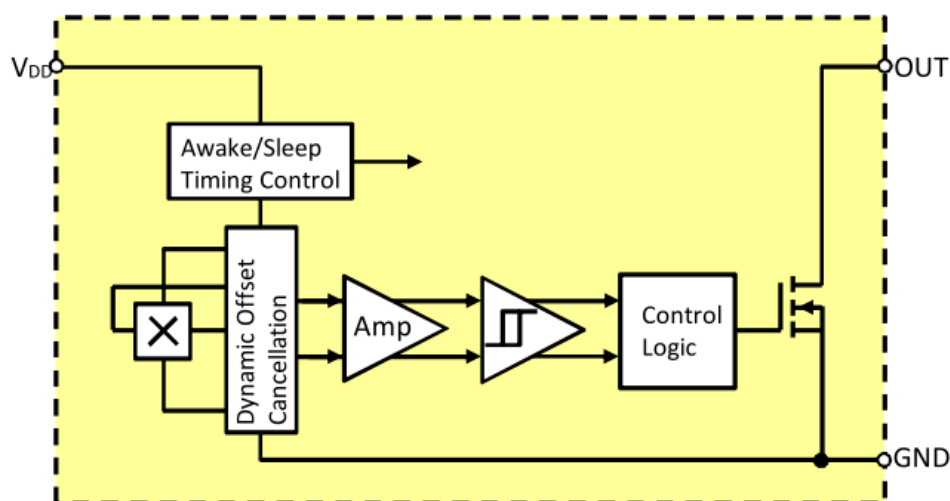 VDD
OUT
Awake/Sleep
Timing Control
Dynamic Offset
Cancellation
Amp
Control
Logic
GND